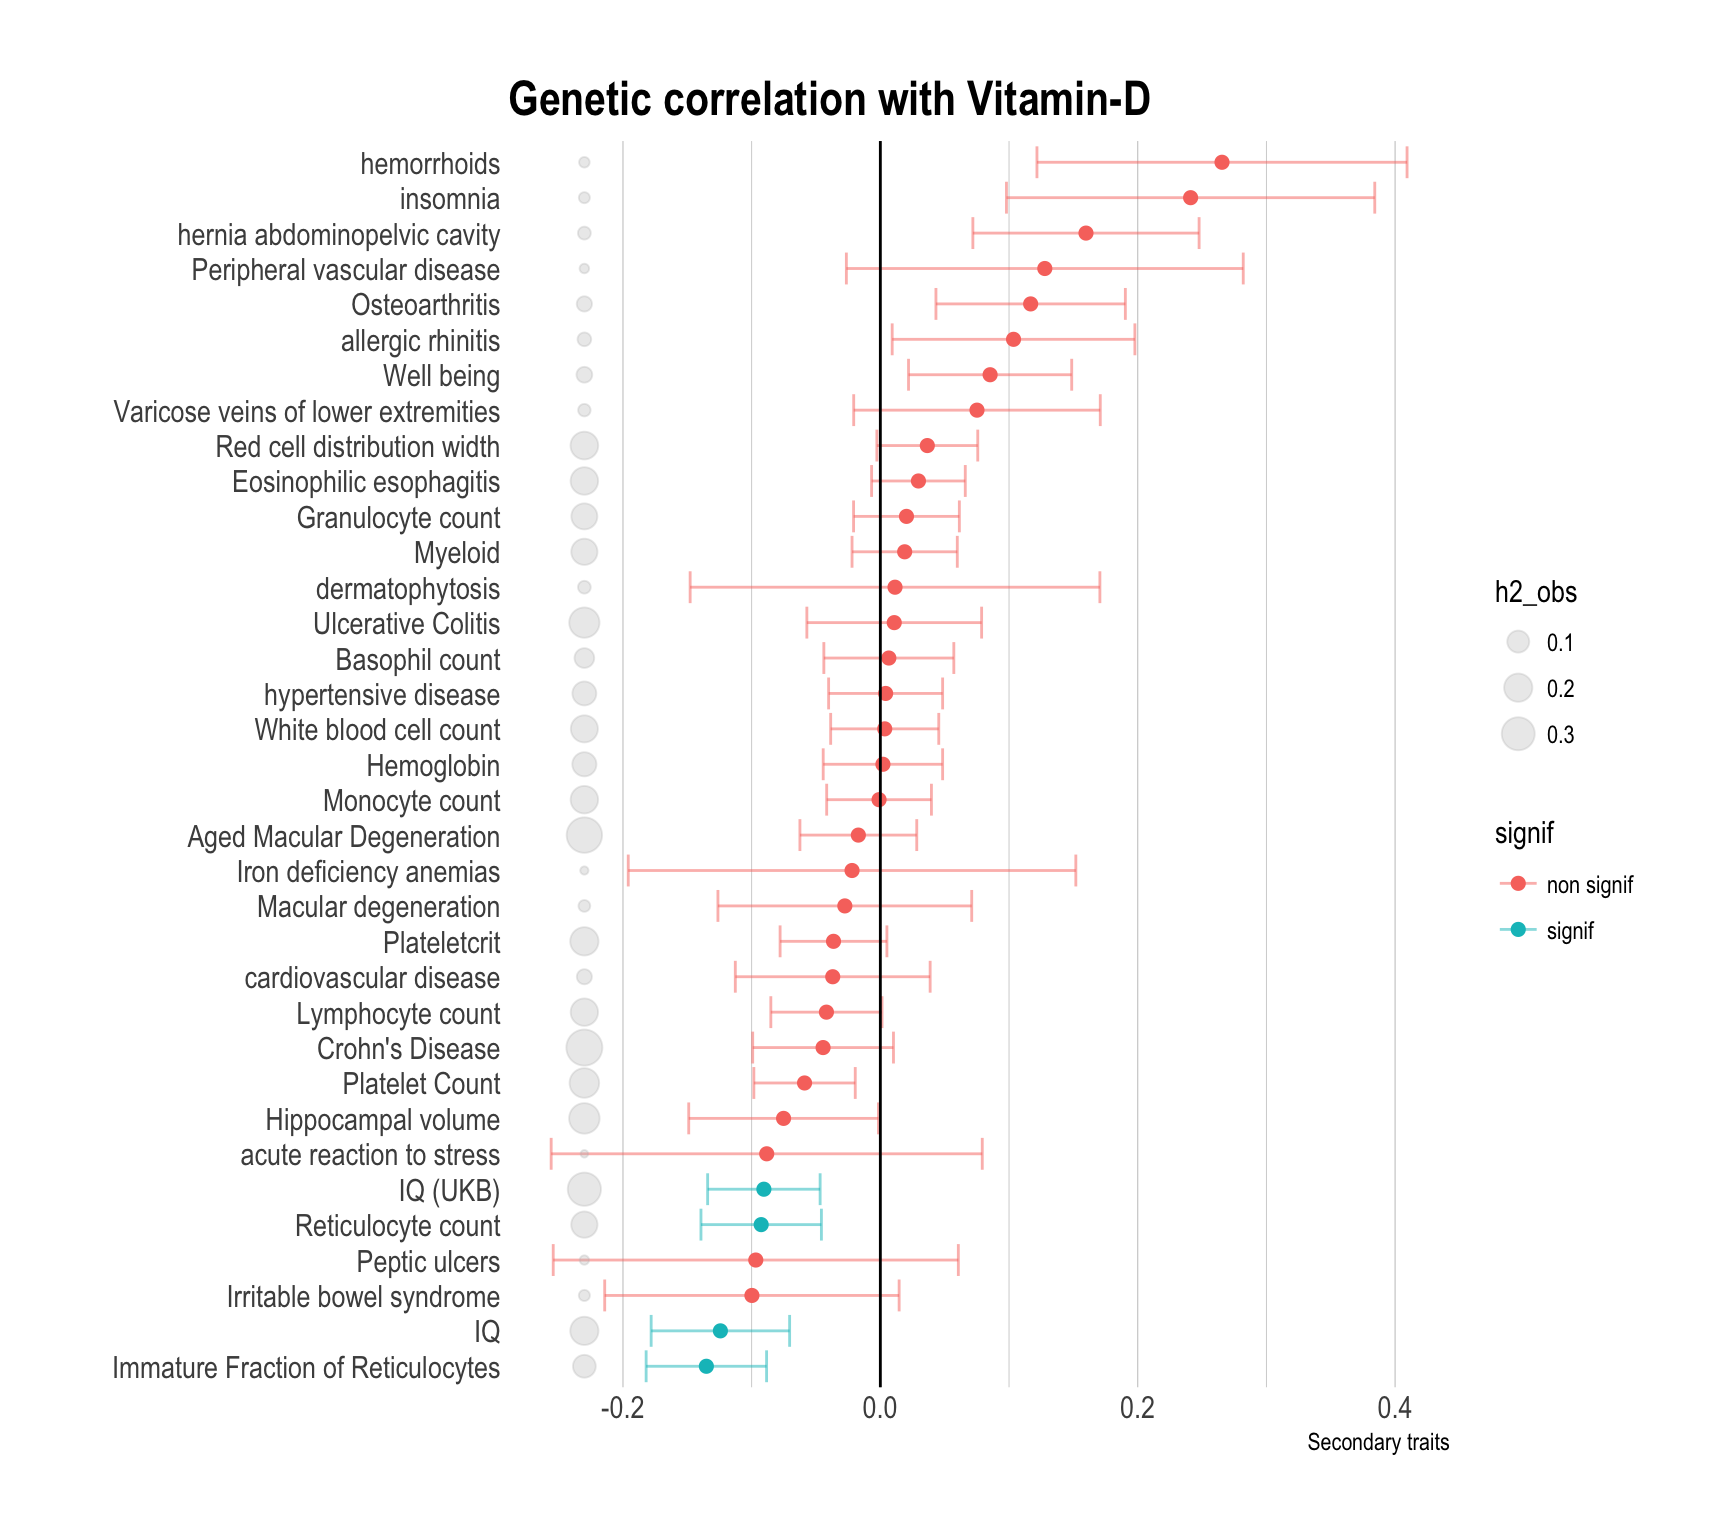 Genetic correlation with Vitamin-D
hemorrhoids
insomnia
hernia abdominopelvic cavity
Peripheral vascular disease
Osteoarthritis
allergic rhinitis
Well being
Varicose veins of lower extremities
Red cell distribution width
Eosinophilic esophagitis
Granulocyte count
Myeloid
dermatophytosis
Ulcerative Colitis
Basophil count
hypertensive disease
White blood cell count
Hemoglobin
Monocyte count
Aged Macular Degeneration
Iron deficiency anemias
Macular degeneration
Plateletcrit
cardiovascular disease
Lymphocyte count
Crohn's Disease
Platelet Count
Hippocampal volume
acute reaction to stress
IQ (UKB)
Reticulocyte count
Peptic ulcers
Irritable bowel syndrome
IQ
Immature Fraction of Reticulocytes
-0.2 0.0 0.2 0.4
Secondary traits
h2_obs
0.1
0.2
0.3
signif
non signif
signif